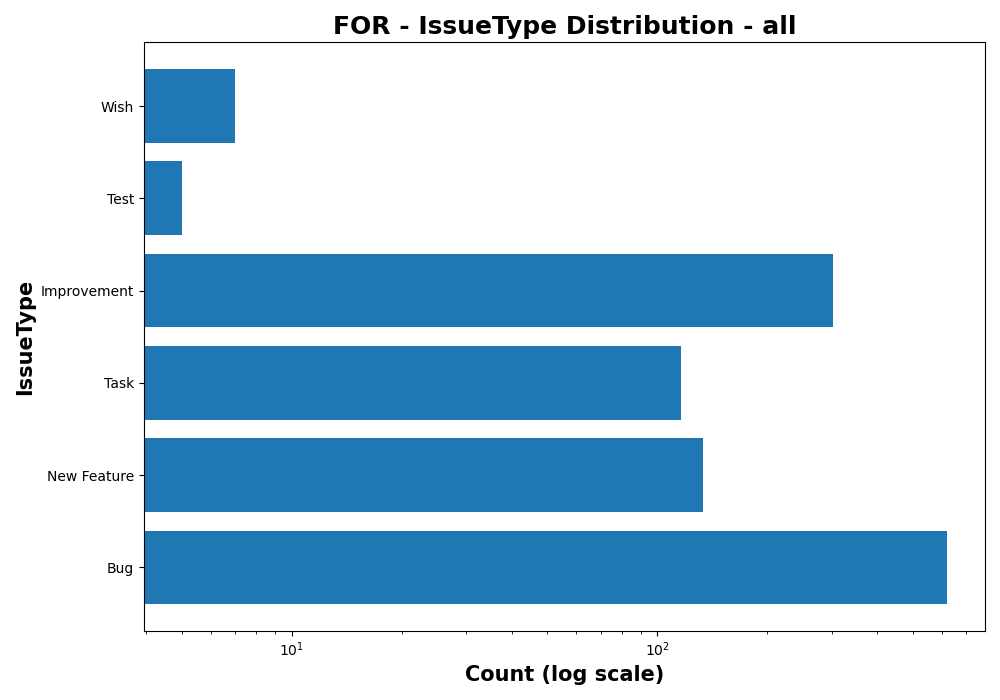 FOR - IssueType Distribution - all
IssueType
Wish
Test
Improvement
Task
New Feature
Bug
10¹
10²
Count (log scale)